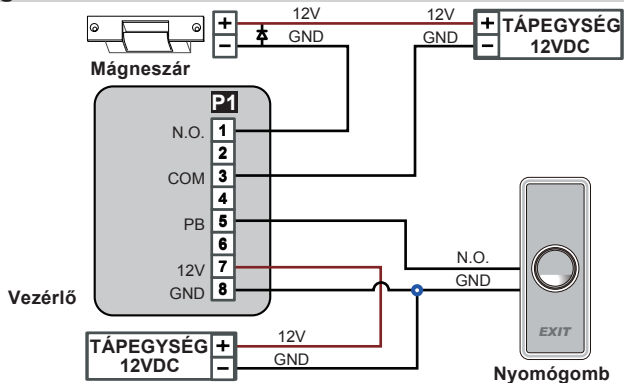 12V 12V
+ + TÁPEGYSÉG
GND GND
− − 12VDC
Mágneszár
P1
N.O. 1
2
COM 3
4
PB 5
6
12V 7
GND 8
N.O.
GND
Vezérlő
EXIT
12V
TÁPEGYSÉG +
GND
12VDC −
Nyomógomb